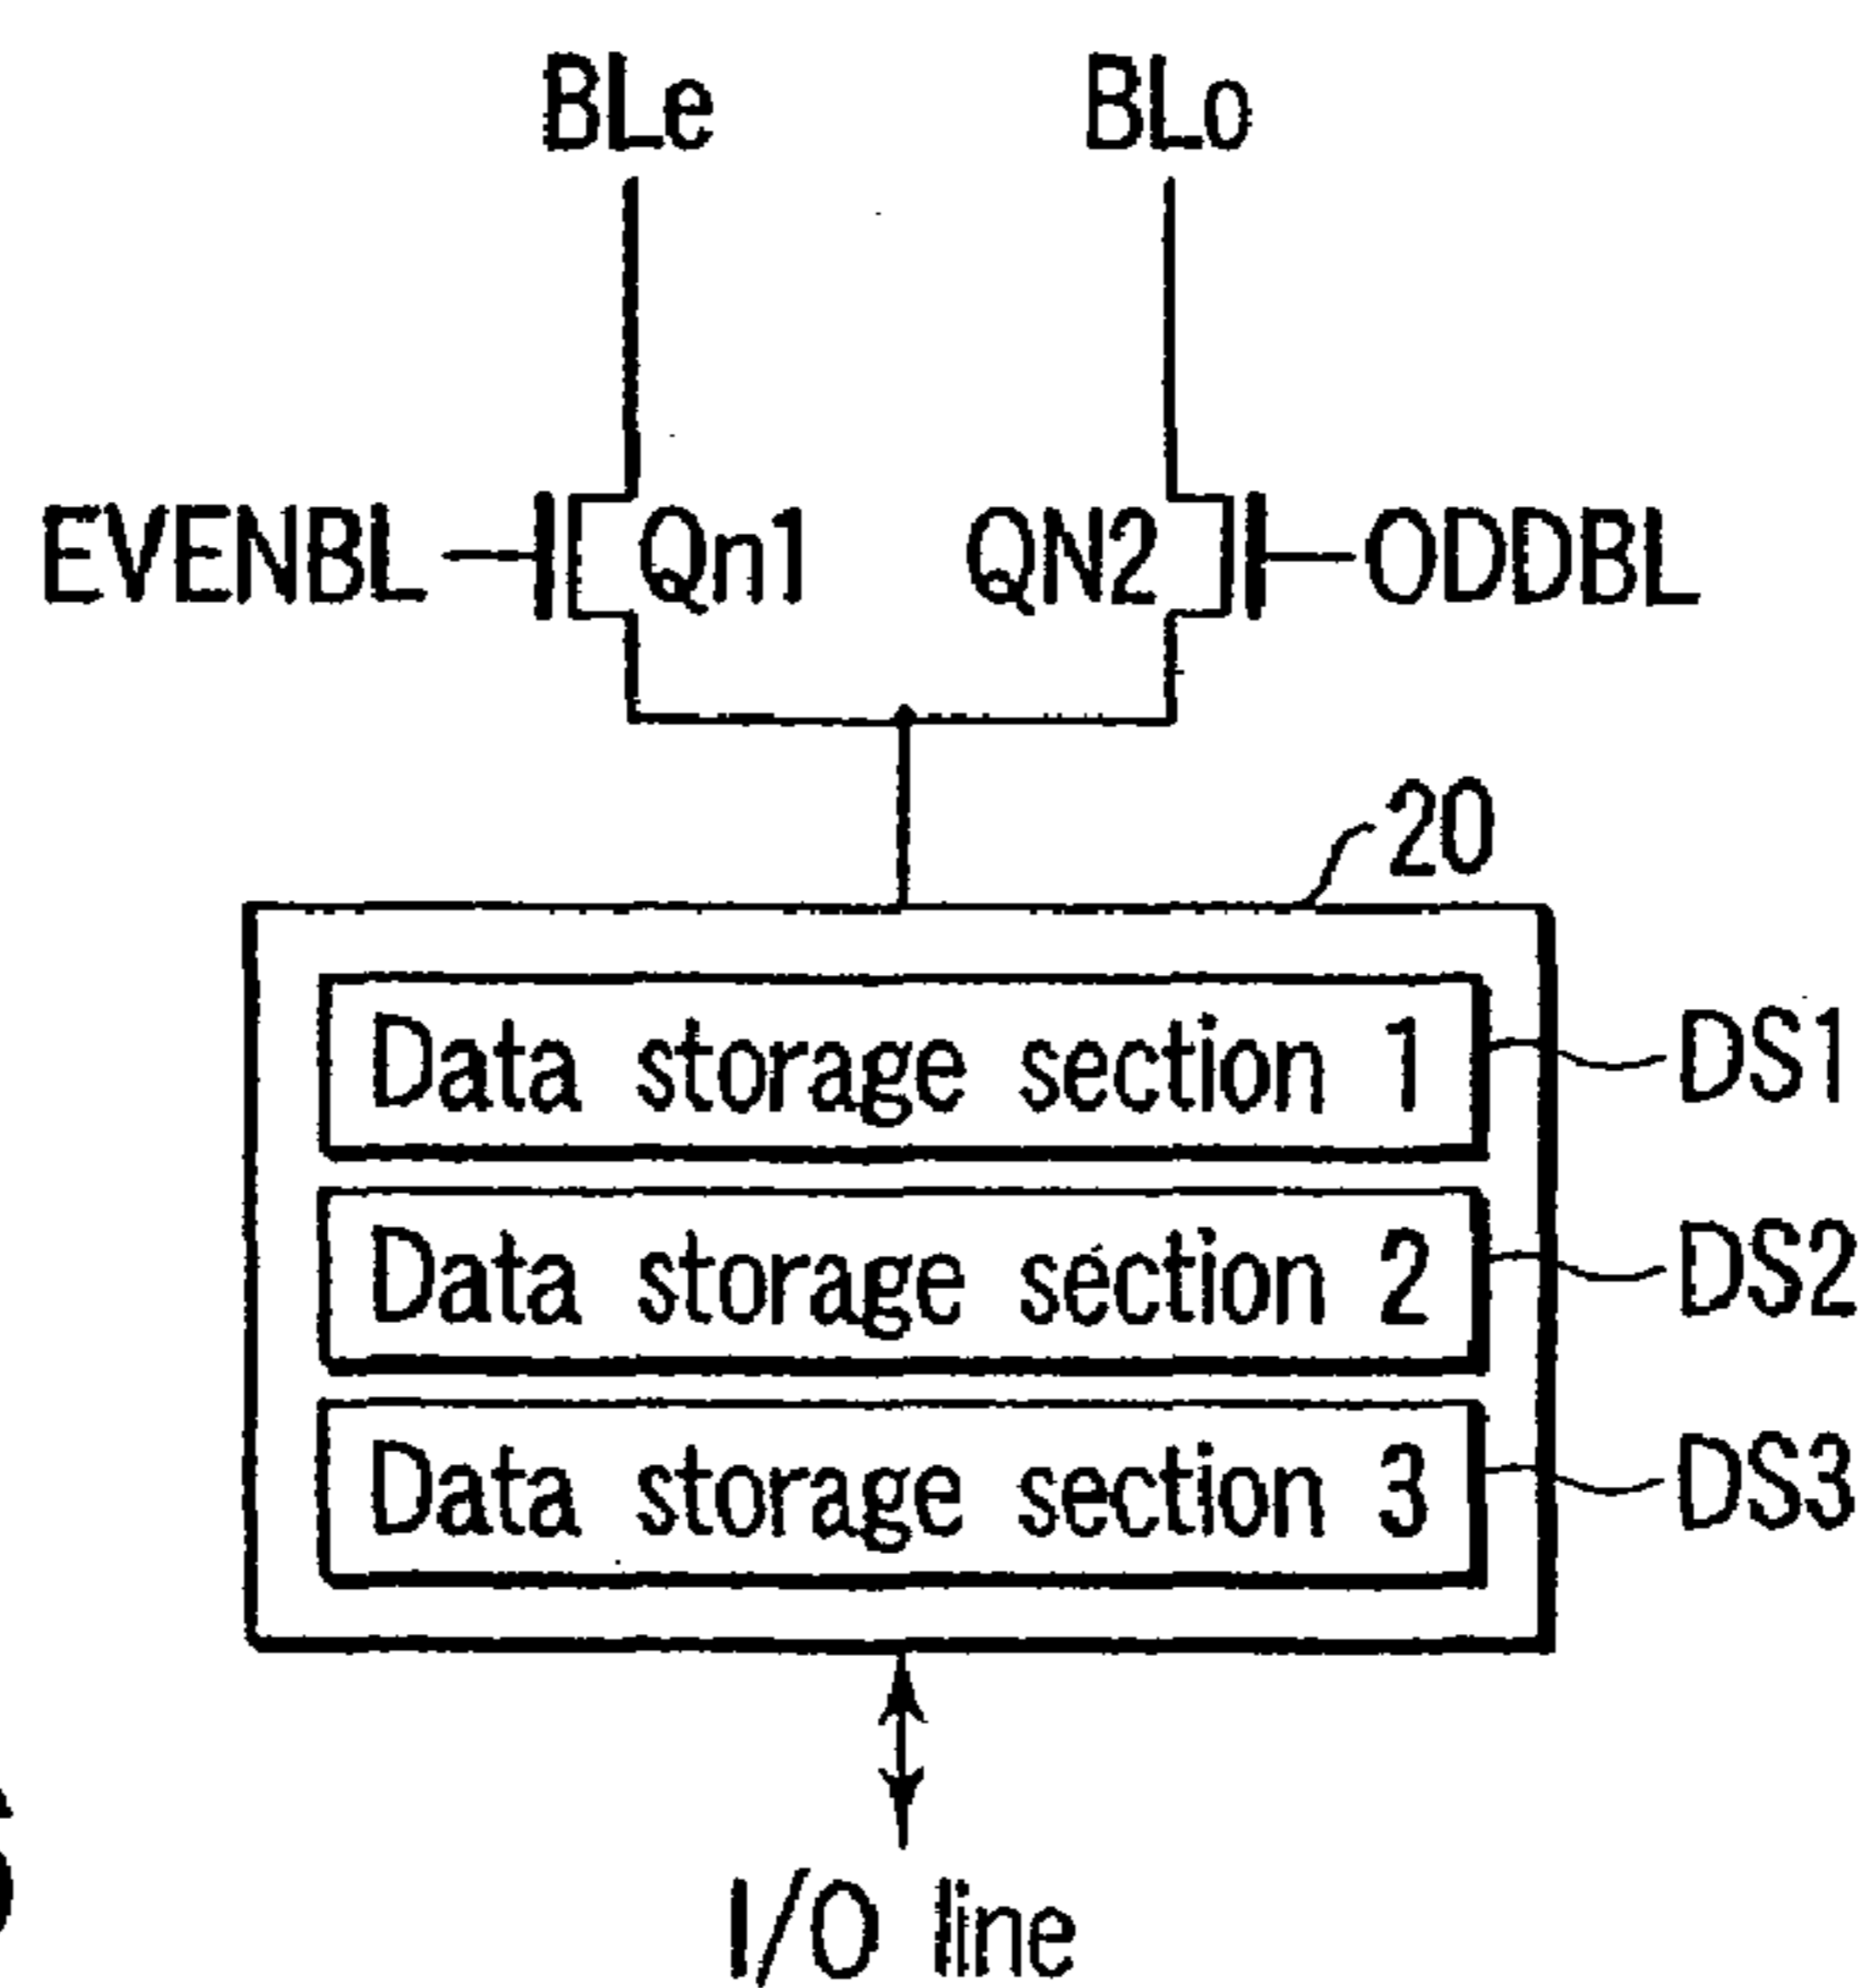 BLe BLo
EVENBL Qn1 QN2 ODDBL
20
Data storage section 1 DS1
Data storage section 2 DS2
Data storage section 3 DS3
I/O line